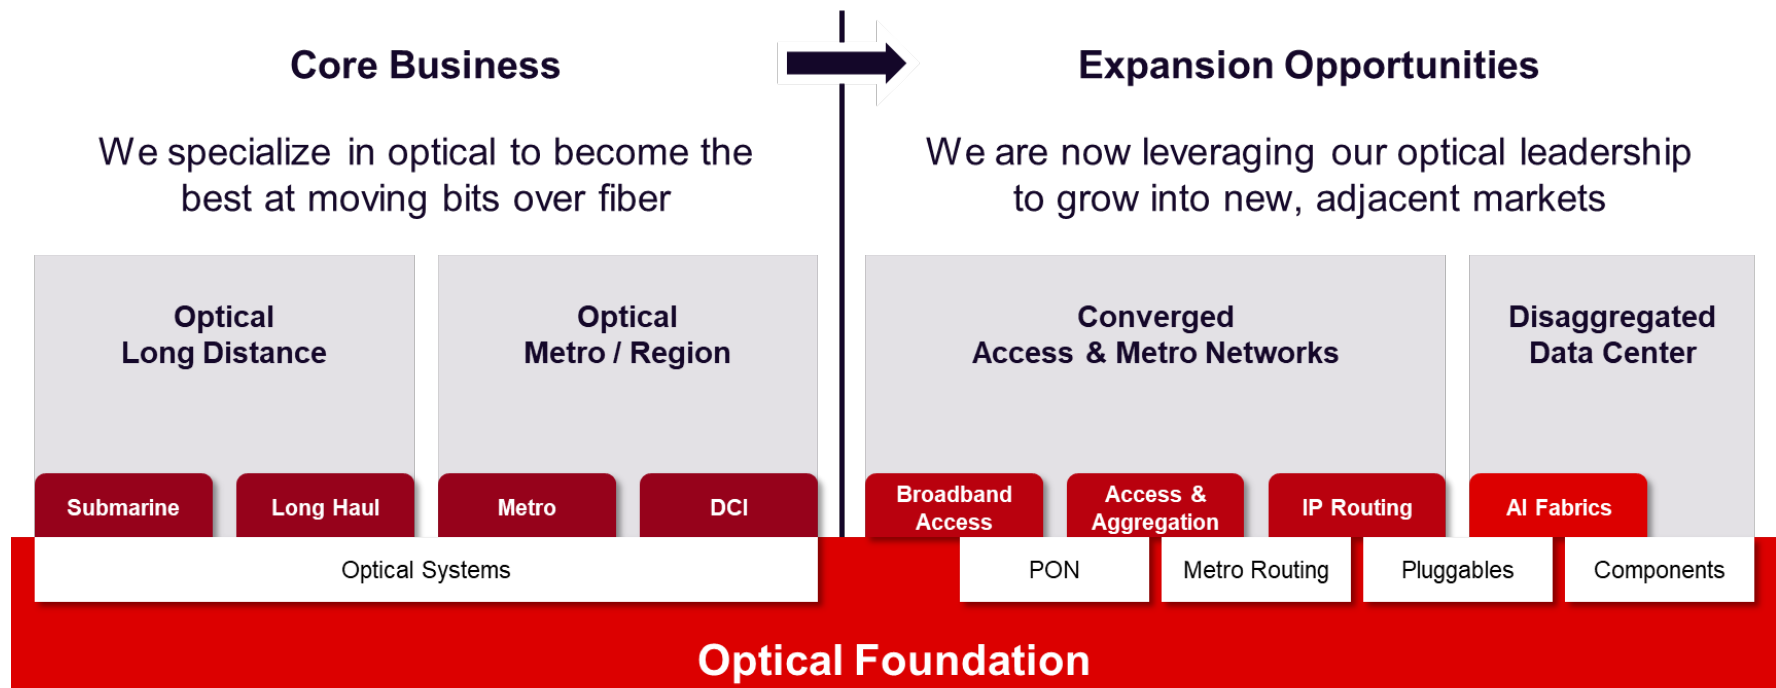 Core Business
We specialize in optical to become the
best at moving bits over fiber
Optical
Long Distance
Optical
Metro / Region
Submarine
Long Haul
Metro
DCI
Optical Systems
Expansion Opportunities
We are now leveraging our optical leadership
to grow into new, adjacent markets
Converged
Access & Metro Networks
Disaggregated
Data Center
Broadband
Access
Access &
Aggregation
IP Routing
AI Fabrics
PON
Metro Routing
Pluggables
Components
Optical Foundation